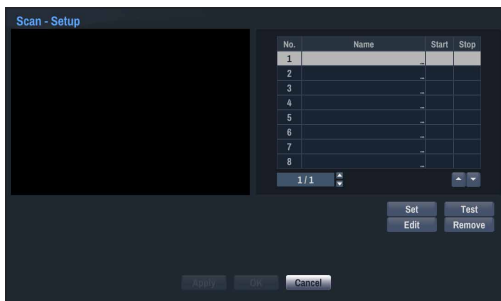 Scan - Setup
No. Name Start Stop
1
2
3
4
5
6
7
8
1 / 1
Set Test
Edit Remove
Apply OK Cancel